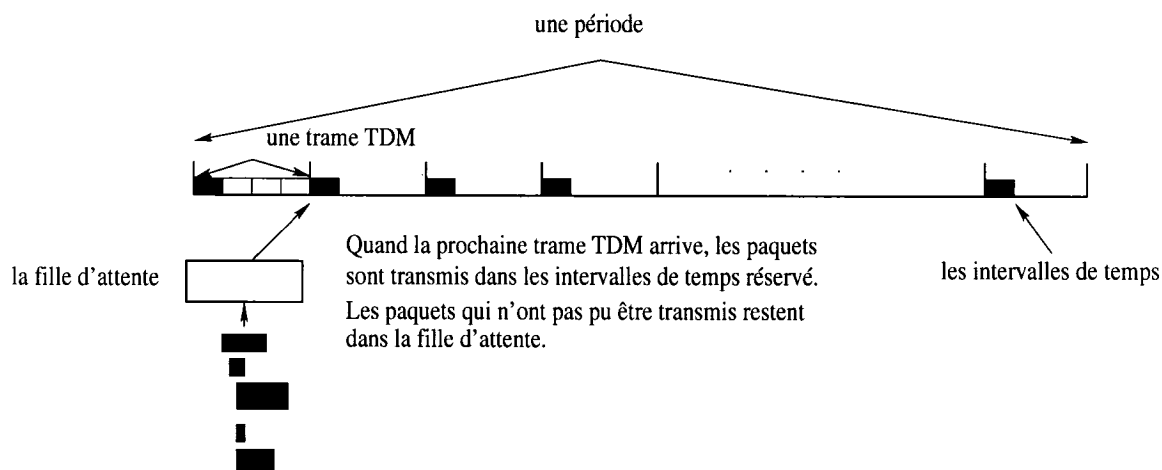 une période
une trame TDM
Quand la prochaine trame TDM arrive, les paquets
sont transmis dans les intervalles de temps réservé.
Les paquets qui n'ont pas pu être transmis restent
dans la fille d'attente.
la fille d'attente
les intervalles de temps